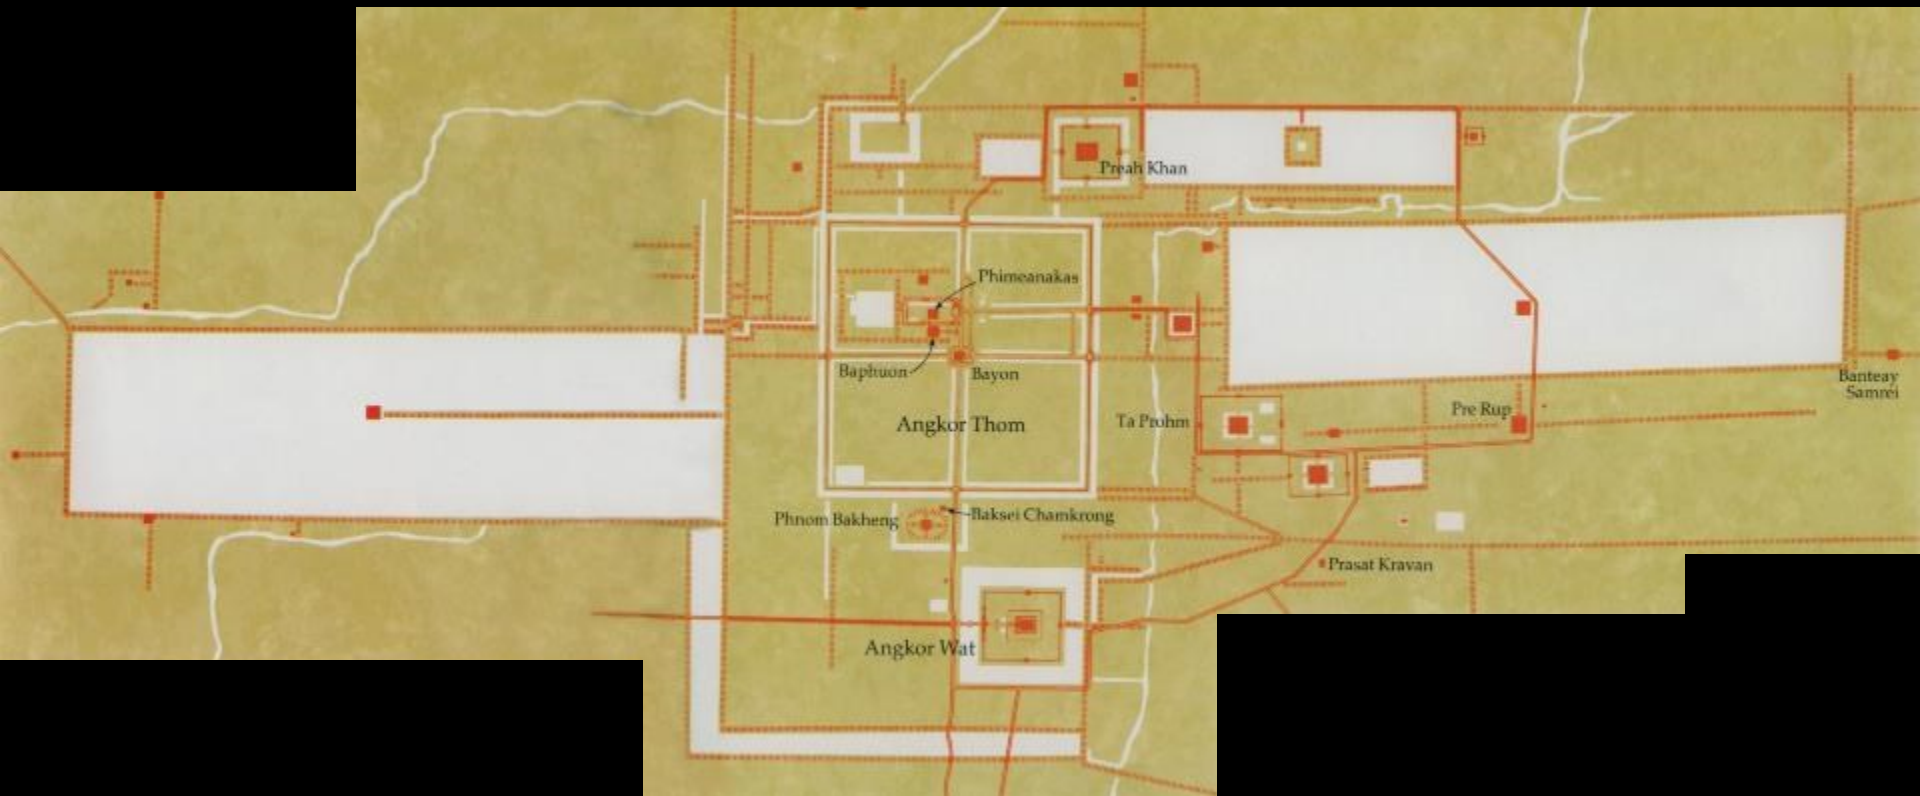 Preah Khan
Phimeanakas
Baphuon
Bayon
Banteay
Samrei
Angkor Thom
Ta Prohm
Pre Rup
Phnom Bakheng
Baksei Chamkrong
Prasat Kravan
Angkor Wat